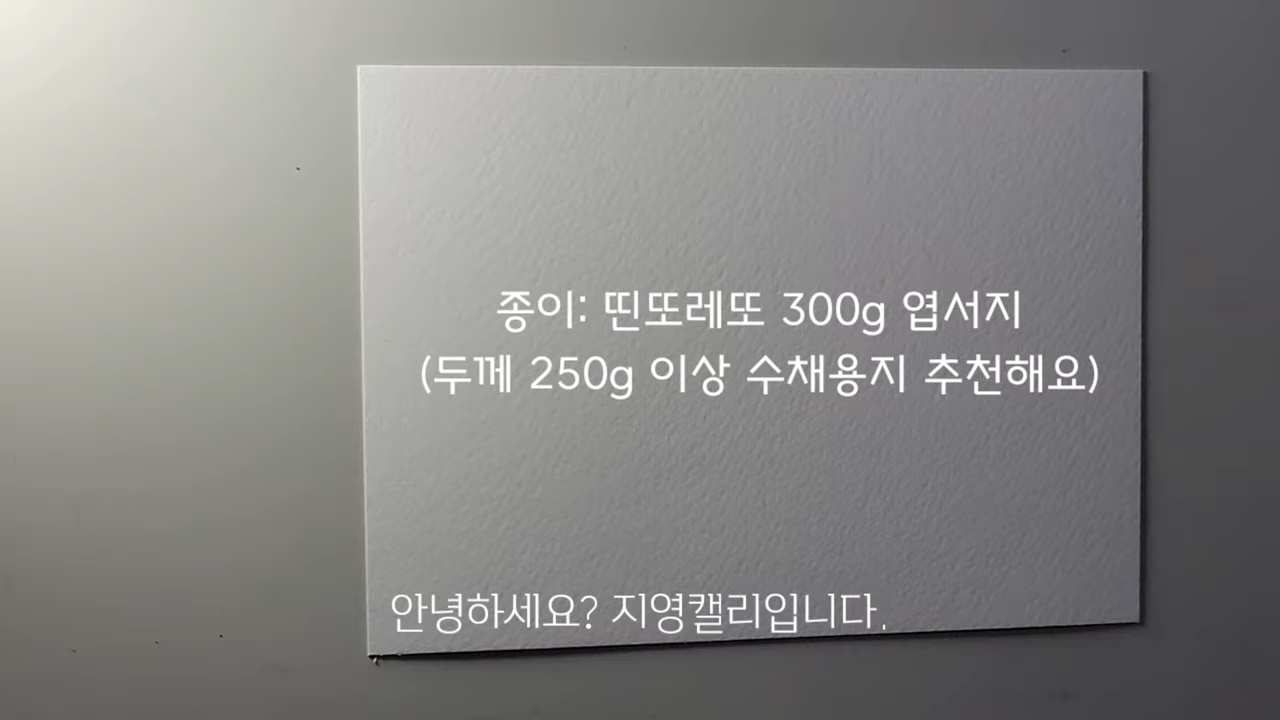 종이: 띤또레또 300g 엽서지
(두께 250g 이상 수채용지 추천해요)
안녕하세요? 지영캘리입니다.